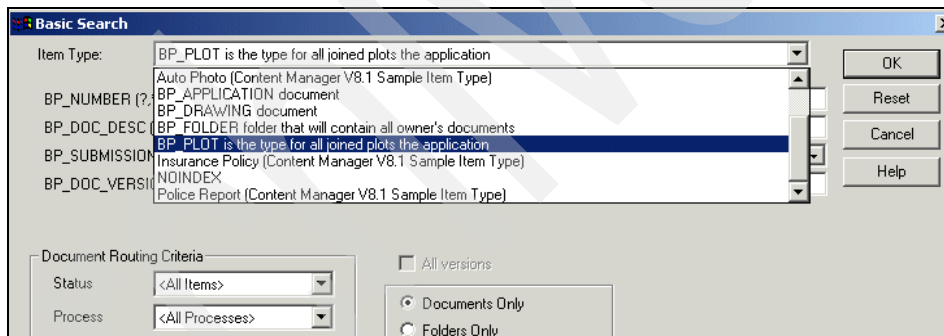 Basic Search
Item Type:
BP_PLOT is the type for all joined plots the application
OK
Auto Photo (Content Manager V8.1 Sample Item Type)
BP_NUMBER (?,
BP_APPLICATION document
Reset
BP_DRAWING document
BP_DOC_DESC (
BP_FOLDER folder that will contain all owner's documents
Cancel
BP_PLOT is the type for all joined plots the application
BP_SUBMISSION
Insurance Policy (Content Manager V8.1 Sample Item Type)
NOINDEX
Help
BP_DOC_VERSIO
Police Report (Content Manager V8.1 Sample Item Type)
Document Routing Criteria
All versions
Status
<All Items>
Documents Only
Process
<All Processes>
Folders Only